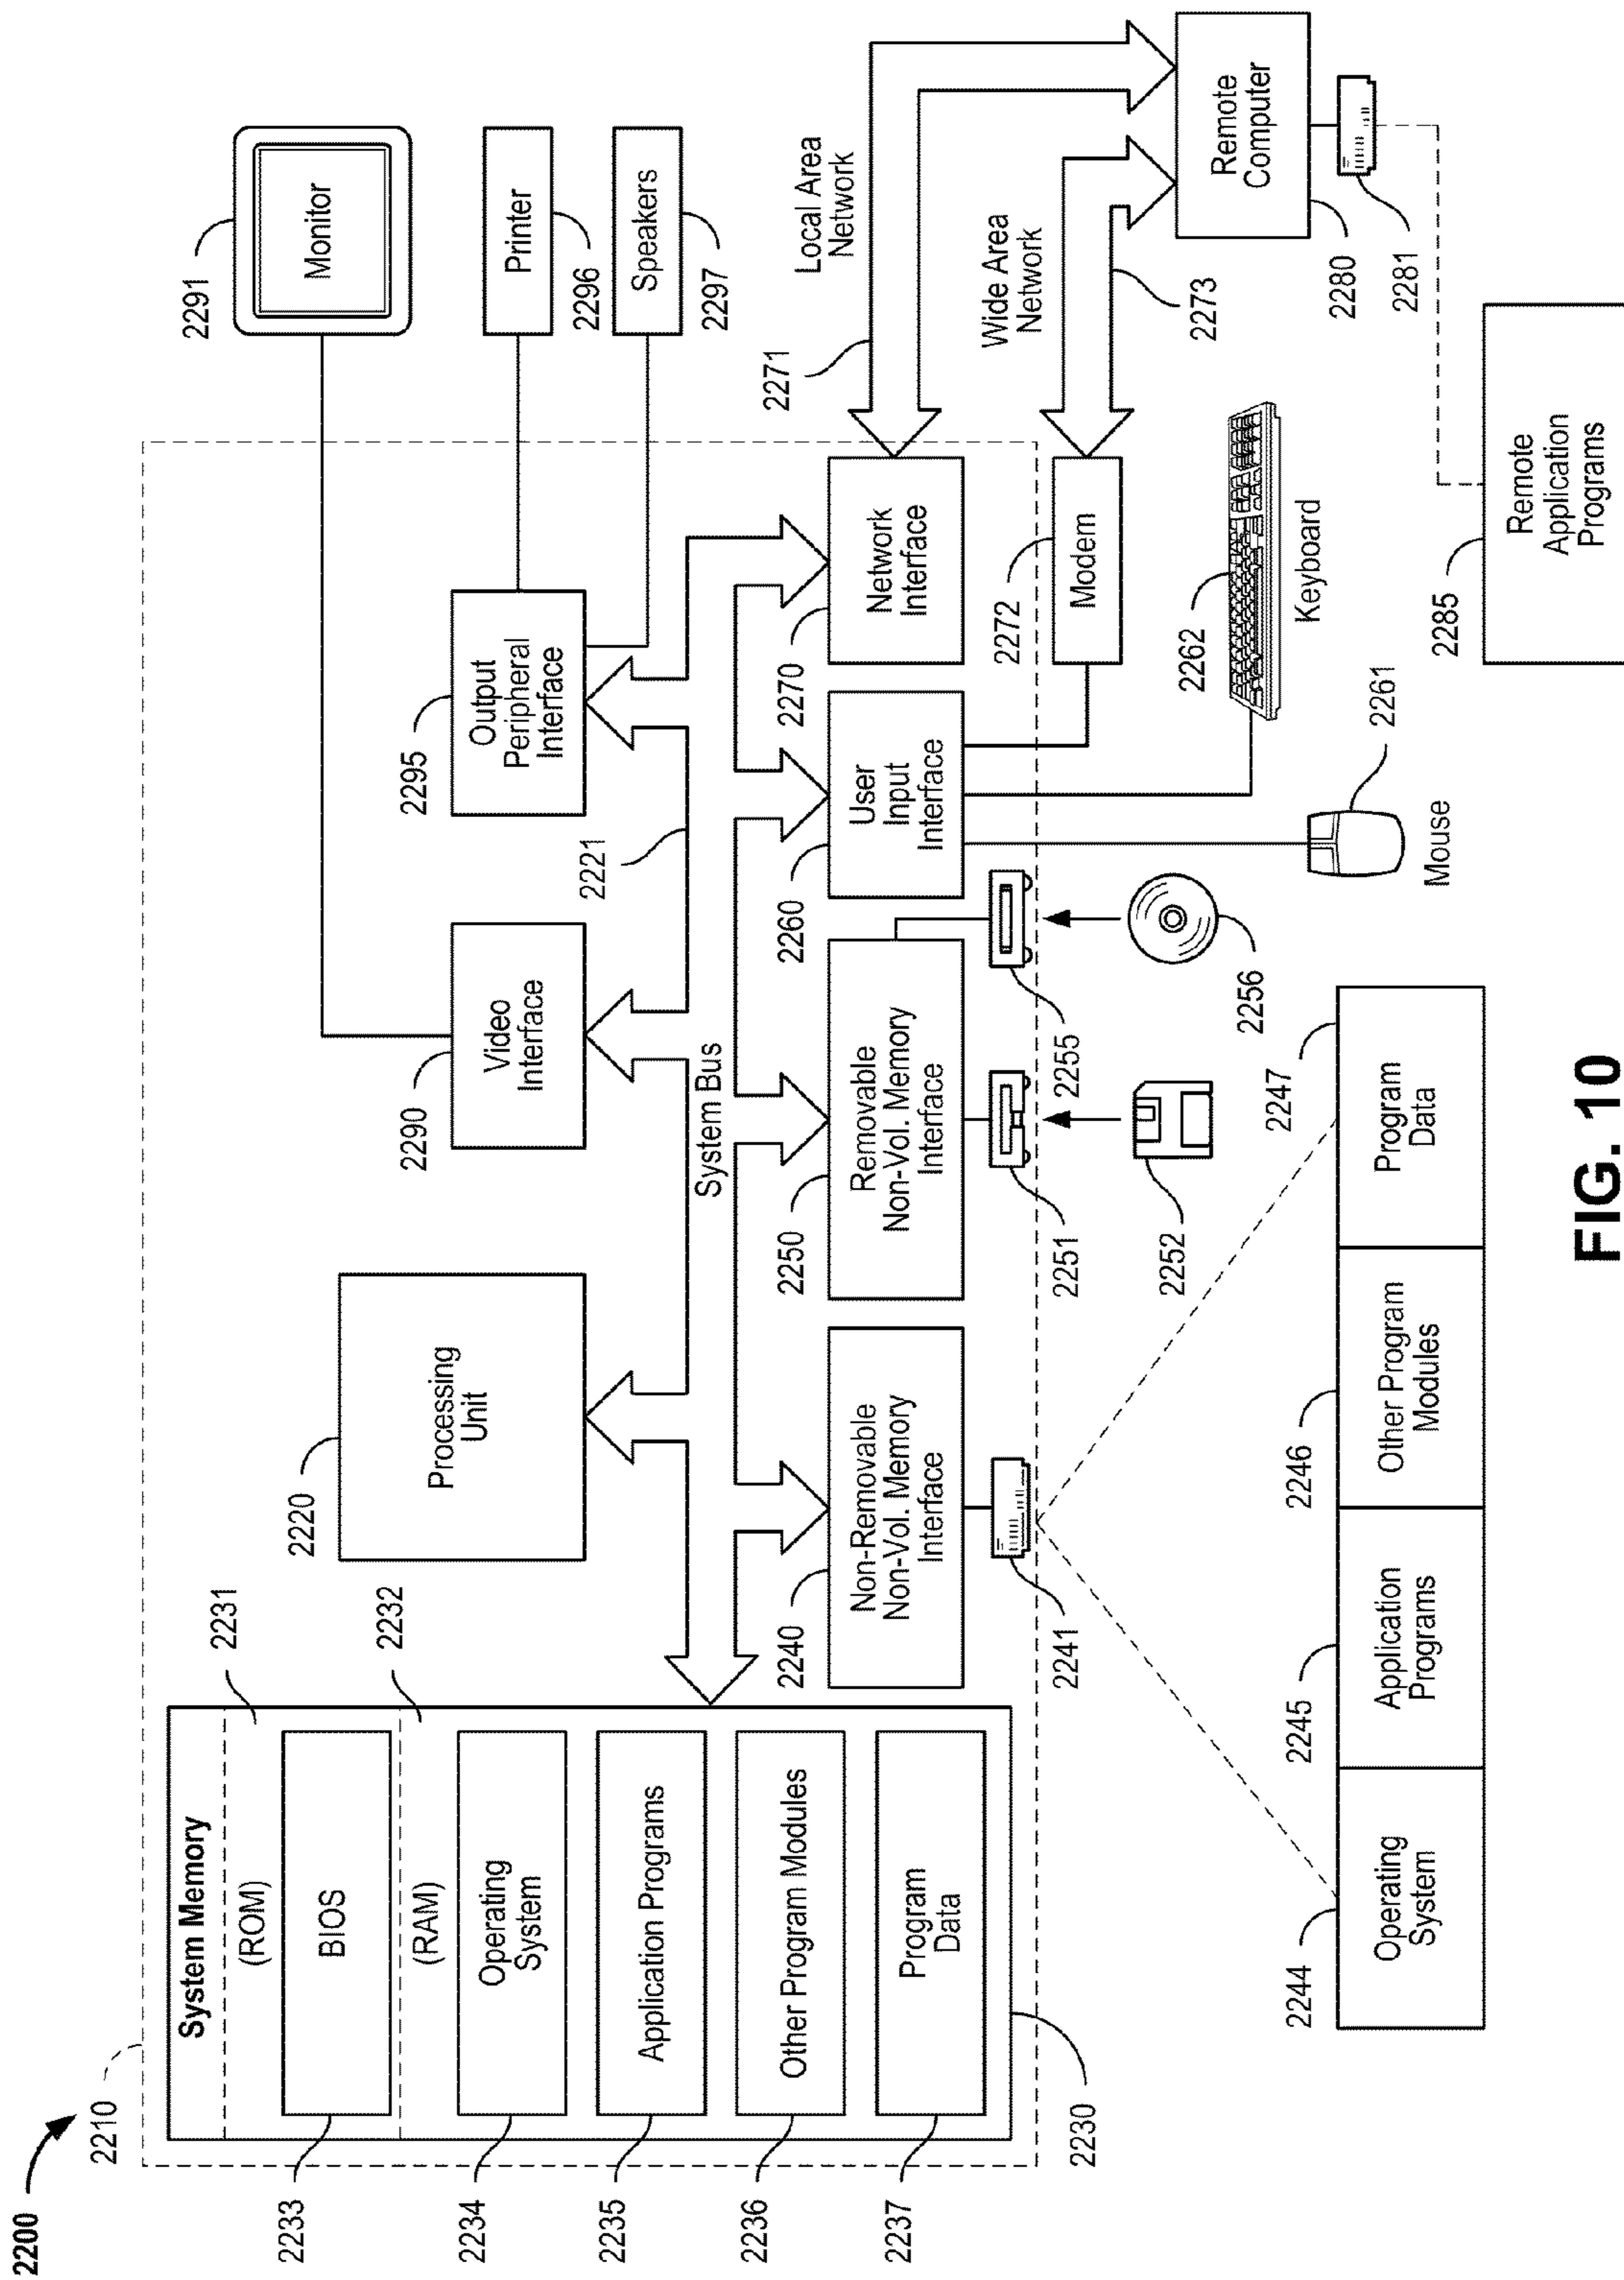 2200
2210
System Memory
(ROM)
2231
BIOS
2233
(RAM)
2232
Operating
System
2234
Application Programs
2235
Other Program Modules
2236
Program
Data
2237
2230
Processing
Unit
2220
Video
Interface
2290
Output
Peripheral
Interface
2295
2221
System Bus
Monitor
2291
Printer
2296
Speakers
2297
Non-Removable
Non-Vol. Memory
Interface
2240
2241
Removable
Non-Vol. Memory
Interface
2250
2251
2255
2252
2256
User
Input
Interface
2260
Network
Interface
2270
Local Area
Network
2271
Modem
2272
Wide Area
Network
2273
Remote
Computer
2280
2281
2262
Keyboard
2261
Mouse
2244
Operating
System
2245
Application
Programs
2246
Other Program
Modules
2247
Program
Data
2285
Remote
Application
Programs
FIG. 10